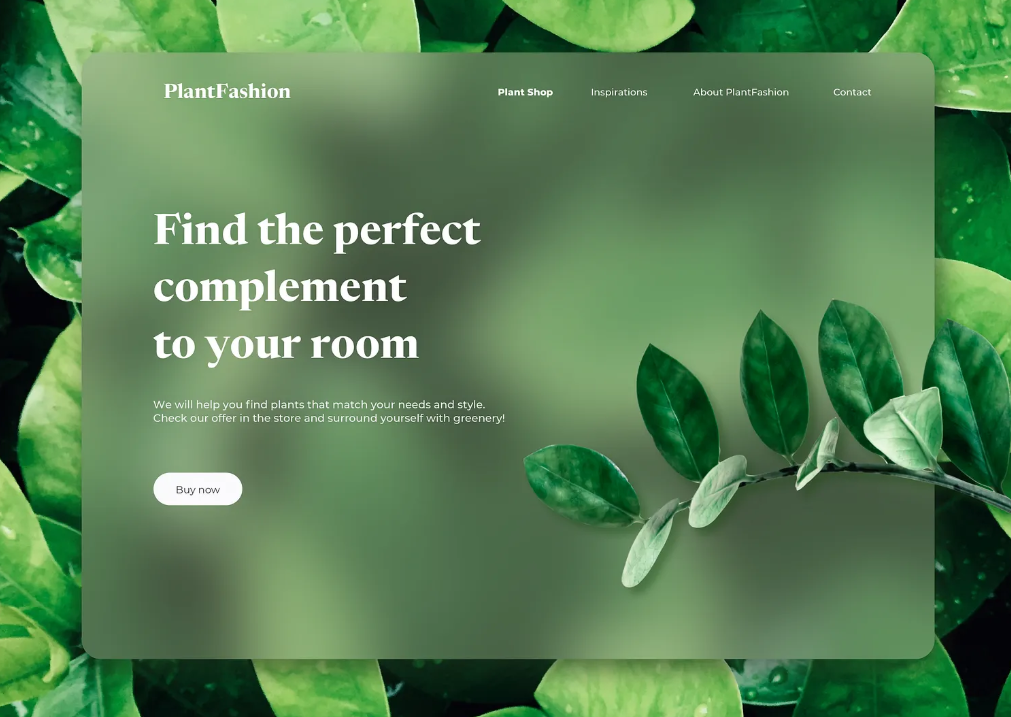 PlantFashion
Plant Shop Inspirations About PlantFashion Contact
Find the perfect
complement
to your room
We will help you find plants that match your needs and style.
Check our offer in the store and surround yourself with greenery!
Buy now